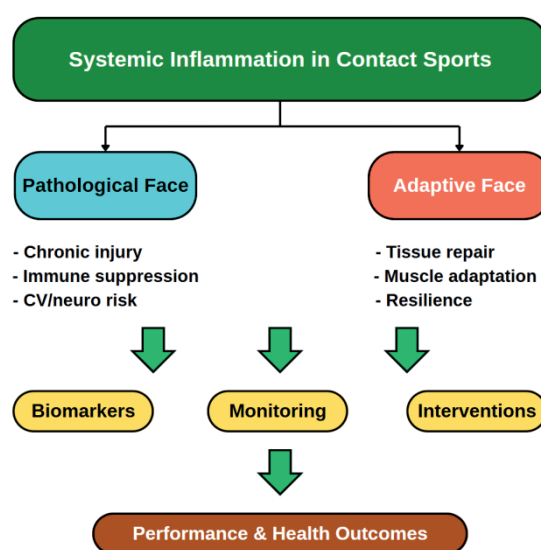 Systemic Inflammation in Contact Sports
Pathological Face
Adaptive Face
- Chronic injury
- Immune suppression
- CV/neuro risk
- Tissue repair
- Muscle adaptation
- Resilience
Biomarkers
Monitoring
Interventions
Performance & Health Outcomes